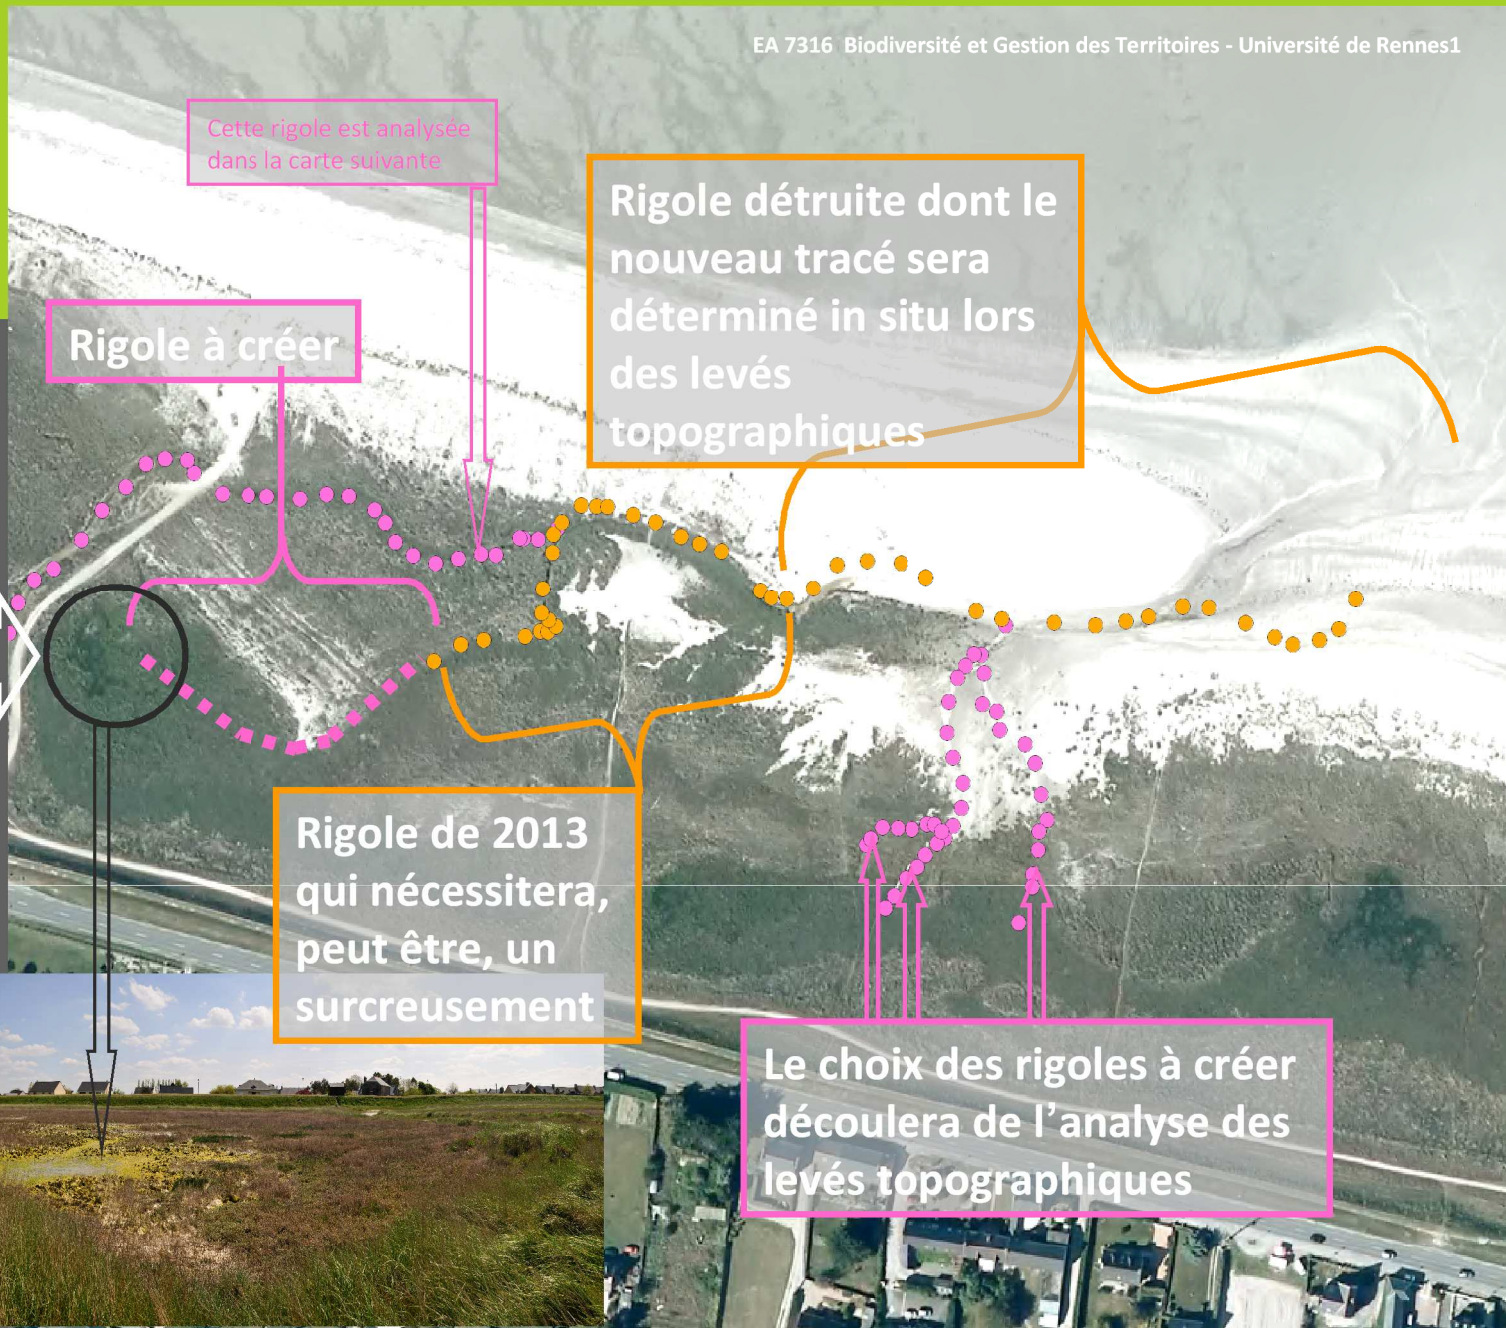 EA 7316 Biodiversité et Gestion des Territoires - Université de Rennes1
Cette rigole est analysée
dans la carte suivante
Rigole détruite dont le
nouveau tracé sera
déterminé in situ lors
des levés
topographiques
Rigole à créer
Rigole de 2013
qui nécessitera,
peut être, un
surcreusement
Le choix des rigoles à créer
découlera de l'analyse des
levés topographiques